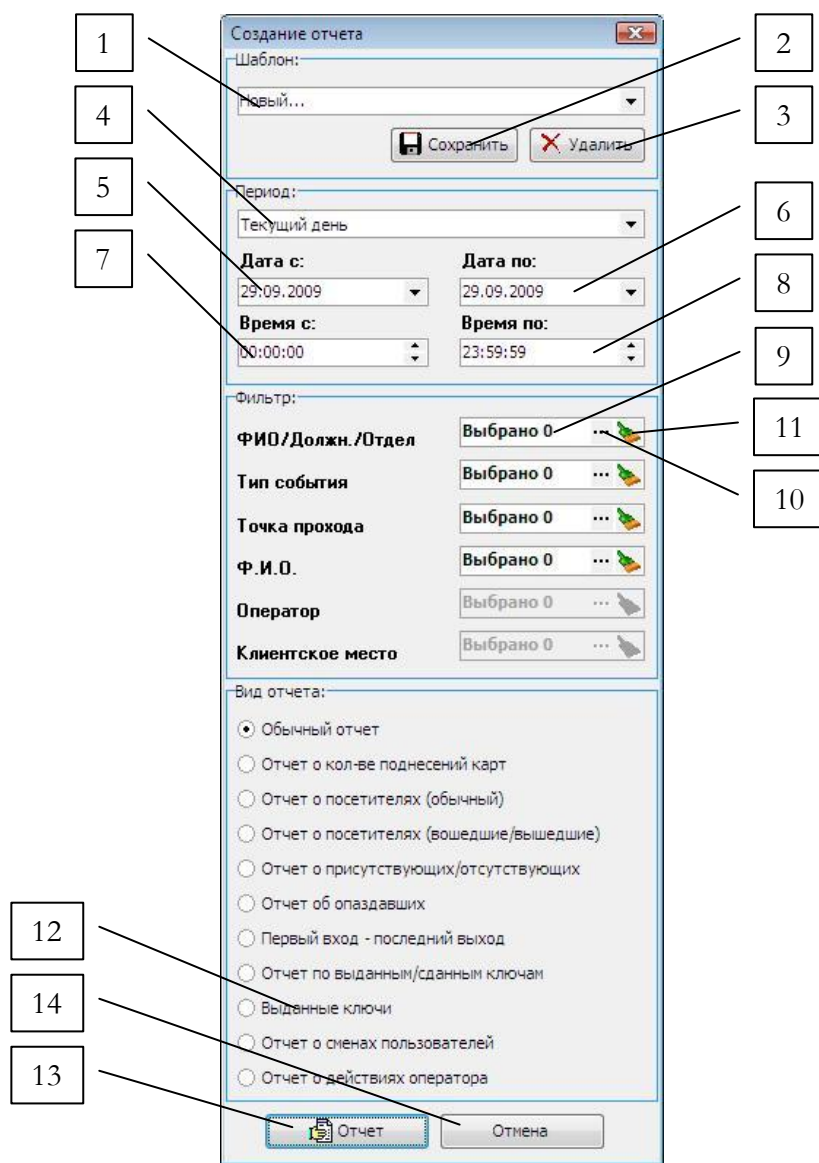 Создание отчета
1
2
Шаблон:
Новый...
4
3
Сохранить
Удалить
5
Период:
Текущий день
6
7
Дата с:
Дата по:
29.09.2009
29.09.2009
8
Время с:
Время по:
00:00:00
23:59:59
9
Фильтр:
ФИО/Должн./Отдел
Выбрано 0
...
11
Тип события
Выбрано 0
...
10
Точка прохода
Выбрано 0
...
Ф.И.О.
Выбрано 0
...
Оператор
Выбрано 0
...
Клиентское место
Выбрано 0
...
Вид отчета:
Обычный отчет
Отчет о кол-ве поднесений карт
Отчет о посетителях (обычный)
Отчет о посетителях (вошедшие/вышедшие)
Отчет о присутствующих/отсутствующих
Отчет об опаздавших
12
Первый вход - последний выход
Отчет по выданным/сданным ключам
14
Выданные ключи
Отчет о сменах пользователей
13
Отчет о действиях оператора
Отчет
Отмена